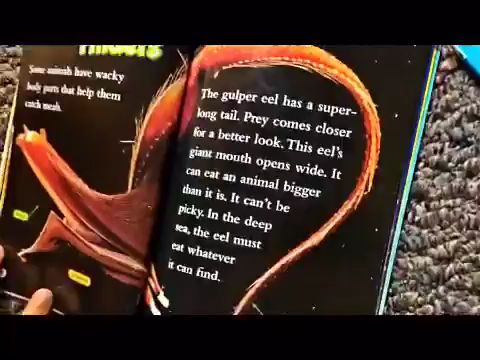 Some animals have wacky
body parts that help them
catch meals.
The gulper eel has a super-
long tail. Prey comes closer
for a better look. This eel's
giant mouth opens wide. It
can eat an animal bigger
than it is. It can't be
picky. In the deep
sea, the eel must
eat whatever
it can find.